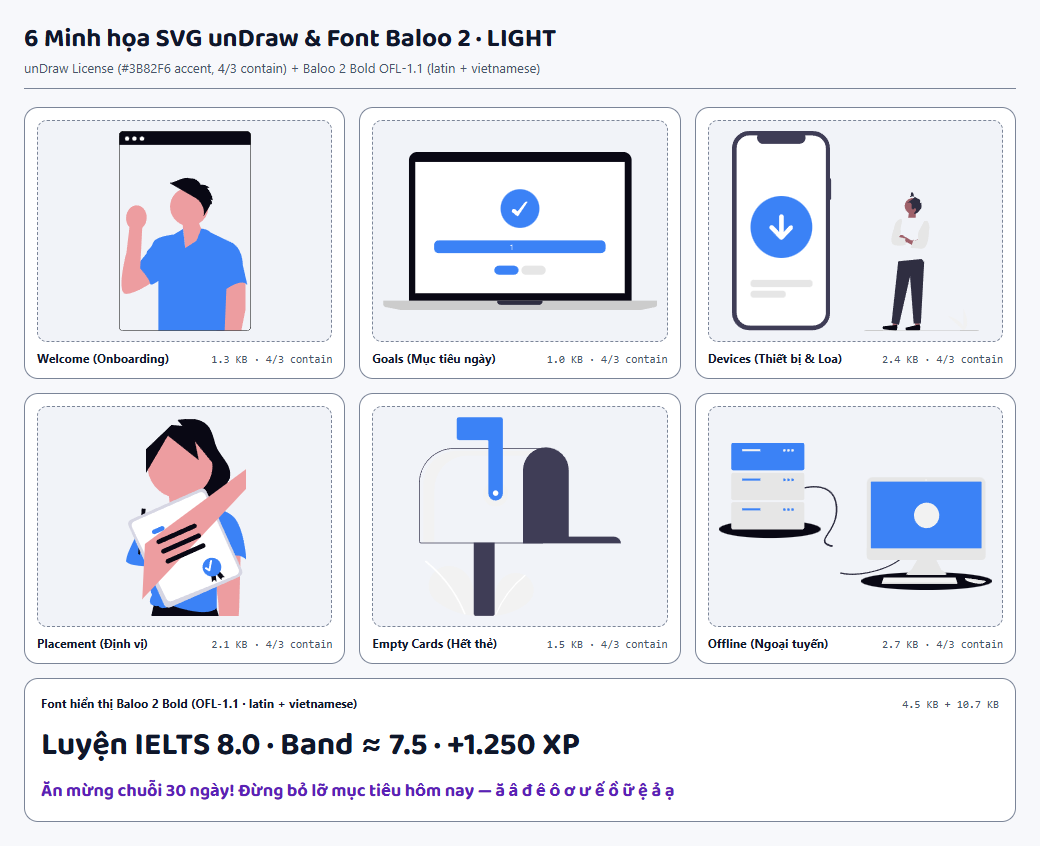 6 Minh họa SVG unDraw & Font Baloo 2 · LIGHT
unDraw License (#3B82F6 accent, 4/3 contain) + Baloo 2 Bold OFL-1.1 (latin + vietnamese)
1
Welcome (Onboarding) 1.3 KB · 4/3 contain
Goals (Mục tiêu ngày) 1.0 KB · 4/3 contain
Devices (Thiết bị & Loa) 2.4 KB · 4/3 contain
Placement (Định vị) 2.1 KB · 4/3 contain
Empty Cards (Hết thẻ) 1.5 KB · 4/3 contain
Offline (Ngoại tuyến) 2.7 KB · 4/3 contain
Font hiển thị Baloo 2 Bold (OFL-1.1 · latin + vietnamese) 4.5 KB + 10.7 KB
Luyện IELTS 8.0 · Band ≈ 7.5 · +1.250 XP
Ăn mừng chuỗi 30 ngày! Đừng bỏ lỡ mục tiêu hôm nay — ă â đ ê ô ơ ư ế ồ ữ ệ ả ạ